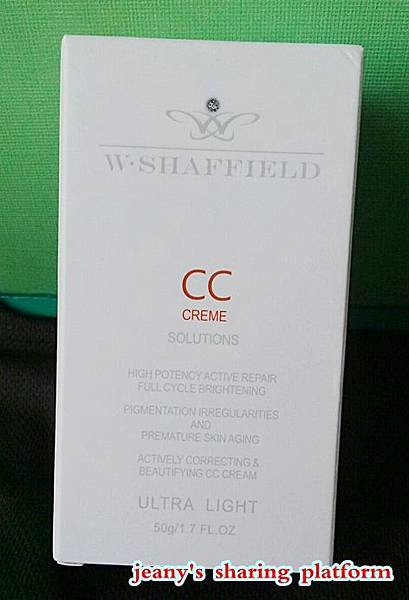 W·SHAFFIELD
CC
CREME
SOLUTIONS
HIGH POTENCY ACTIVE REPAIR
FULL CYCLE BRIGHTENING
PIGMENTATION IRREGULARITIES
AND
PREMATURE SKIN AGING
ACTIVELY CORRECTING &
BEAUTIFYING CC CREAM
ULTRA LIGHT
50g/1.7 FL.OZ
jeany's sharing platform